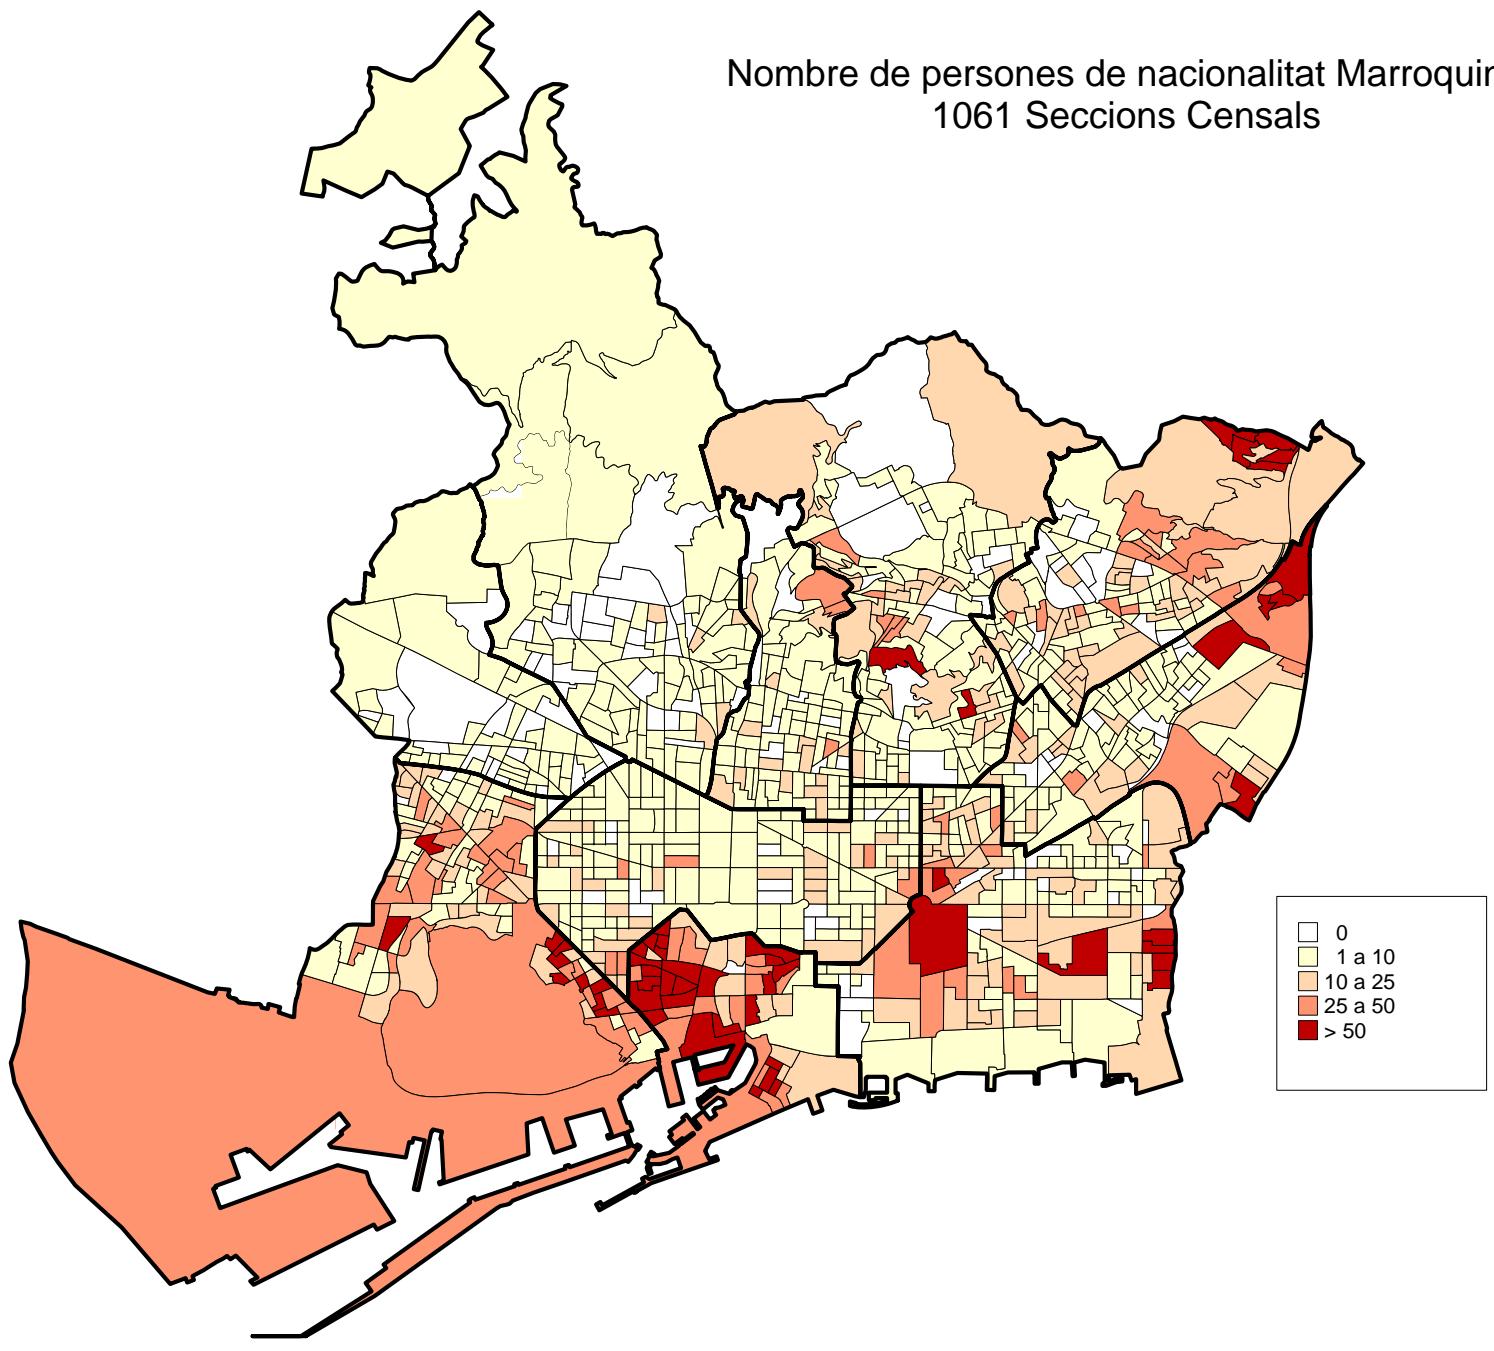 Nombre de persones de nacionalitat Marroquin
1061 Seccions Censals
0
1 a 10
10 a 25
25 a 50
> 50